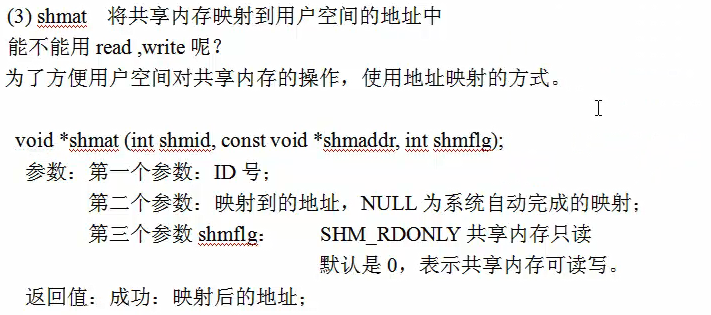 (3) shmat 将共享内存映射到用户空间的地址中
能不能用 read ,write 呢？
为了方便用户空间对共享内存的操作，使用地址映射的方式。
void *shmat (int shmid, const void *shmaddr, int shmflg);
参数：第一个参数：ID 号；
第二个参数：映射到的地址，NULL 为系统自动完成的映射；
第三个参数 shmflg： SHM_RDONLY 共享内存只读
默认是 0，表示共享内存可读写。
返回值：成功：映射后的地址；